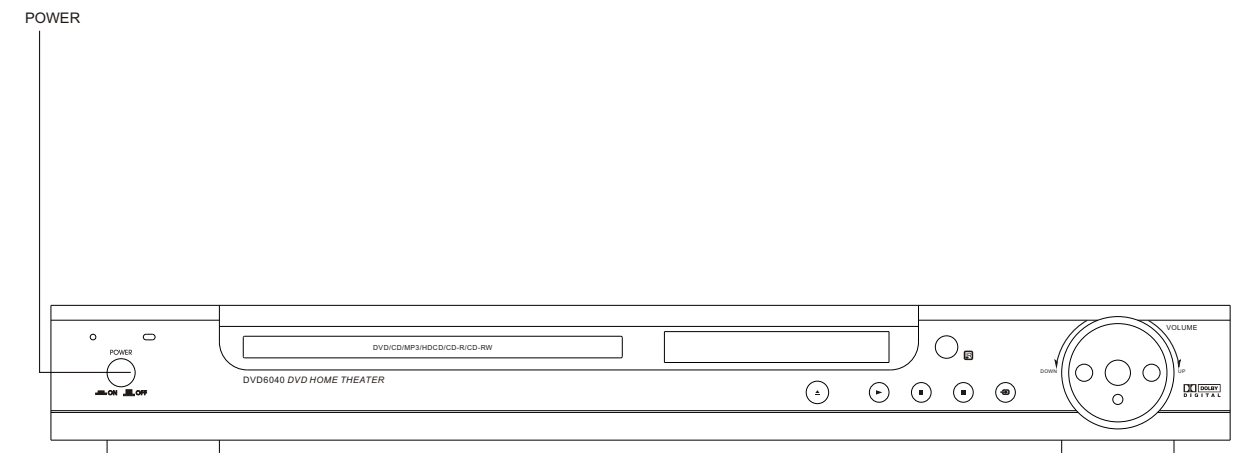 POWER
VOLUME
DVD/CD/MP3/HDCD/CD-R/CD-RW
POWER
DOWN
UP
DVD6040 DVD HOME THEATER
ON OFF
DOLBY
DIGITAL